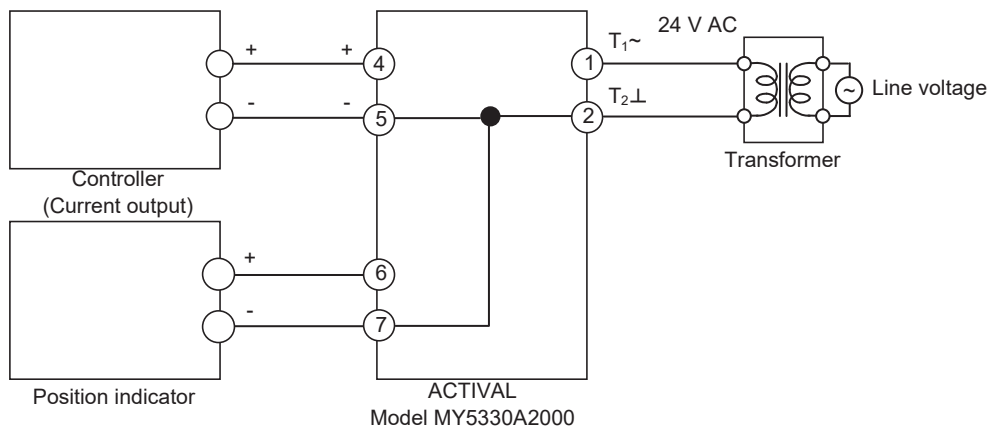 24 V AC
T₁~
+ +
4 1
- -
T₂⊥
5 2
~
Line voltage
Transformer
Controller
(Current output)
+
6
-
7
Position indicator
ACTIVAL
Model MY5330A2000